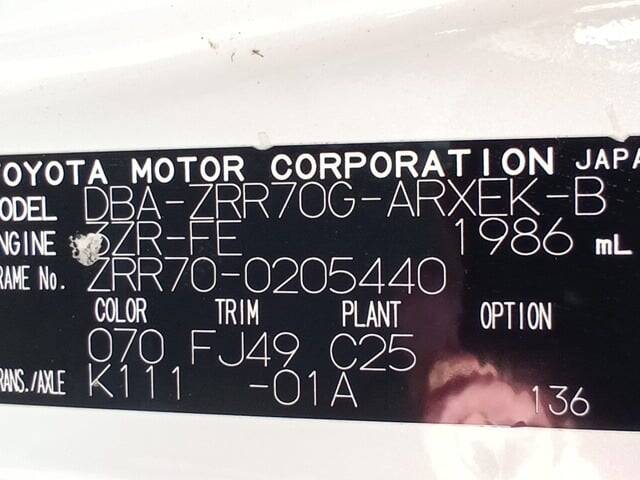 TOYOTA MOTOR CORPORATION JAPA
MODEL DBA-ZRR70G-ARXEK-B
ENGINE 3ZR-FE 1986 mL
FRAME No. ZRR70-0205440
COLOR TRIM PLANT OPTION
070 FJ49 C25
TRANS./AXLE K111 -01A 136